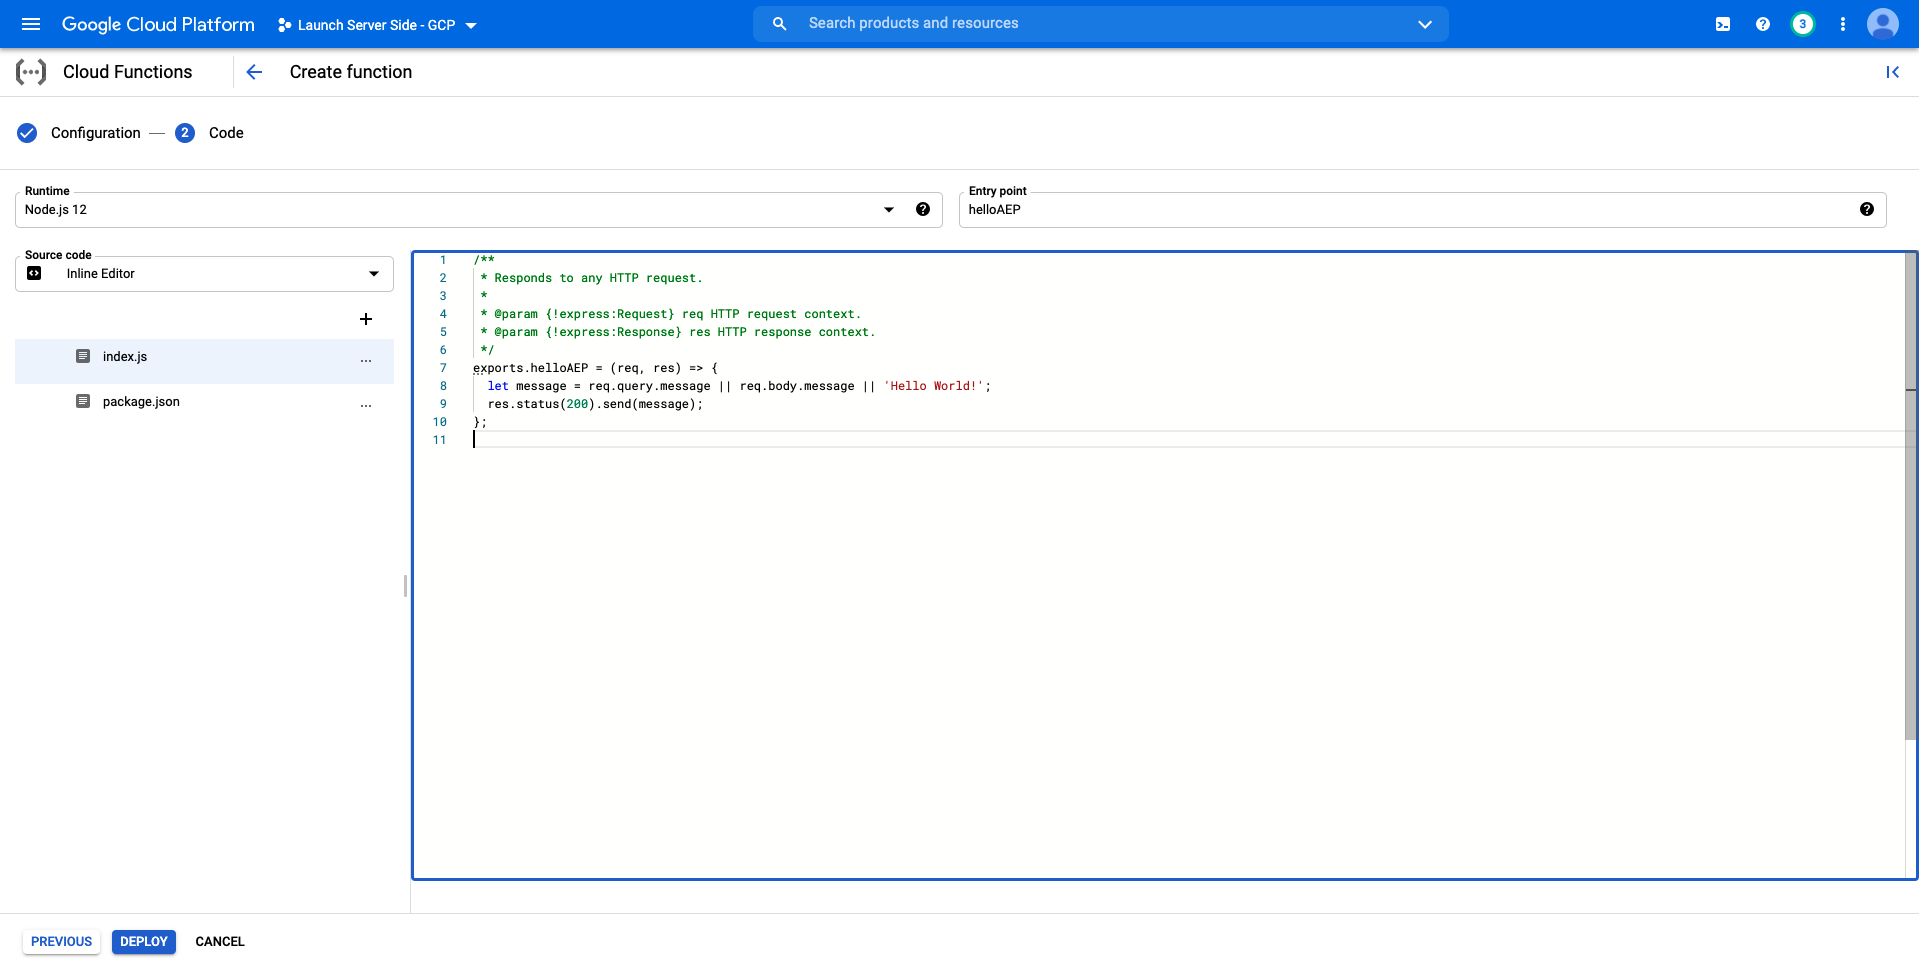 Google Cloud Platform Launch Server Side - GCP Search products and resources 3
Cloud Functions Create function
Configuration — 2 Code
Runtime
Node.js 12
Entry point
helloAEP
Source code
Inline Editor
index.js ...
package.json ...
1 /**
2  * Responds to any HTTP request.
3  *
4  * @param {!express:Request} req HTTP request context.
5  * @param {!express:Response} res HTTP response context.
6  */
7 exports.helloAEP = (req, res) => {
8   let message = req.query.message || req.body.message || 'Hello World!';
9   res.status(200).send(message);
10 };
11
PREVIOUS DEPLOY CANCEL